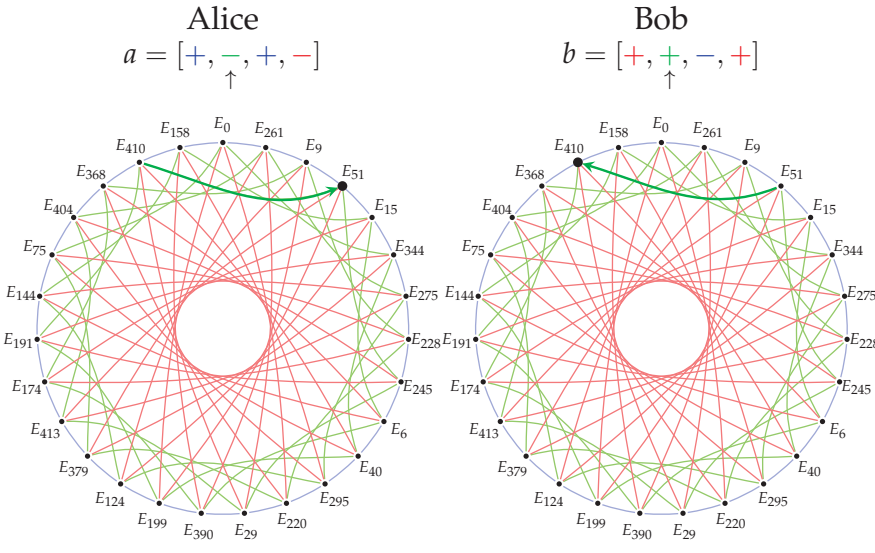 Alice
a = [+, −, +, −]
↑
E0
E261
E9
E51
E15
E344
E275
E228
E245
E6
E40
E295
E220
E29
E390
E199
E124
E379
E413
E174
E191
E144
E75
E404
E368
E410
E158
Bob
b = [+, +, −, +]
↑
E0
E261
E9
E51
E15
E344
E275
E228
E245
E6
E40
E295
E220
E29
E390
E199
E124
E379
E413
E174
E191
E144
E75
E404
E368
E410
E158